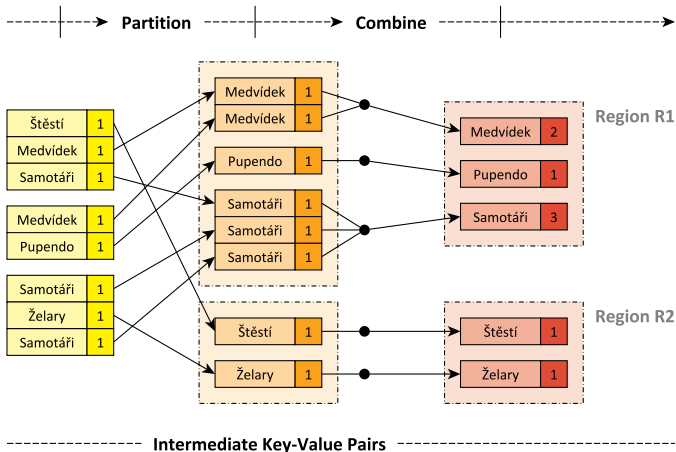 Partition
Combine
Štěstí 1
Medvídek 1
Samotáři 1
Medvídek 1
Pupendo 1
Samotáři 1
Želary 1
Samotáři 1
Medvídek 1
Medvídek 1
Pupendo 1
Samotáři 1
Samotáři 1
Samotáři 1
Štěstí 1
Želary 1
Region R1
Medvídek 2
Pupendo 1
Samotáři 3
Region R2
Štěstí 1
Želary 1
Intermediate Key-Value Pairs